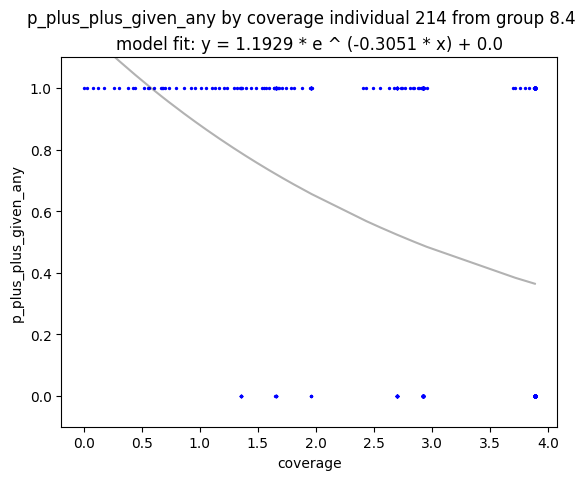 p_plus_plus_given_any by coverage individual 214 from group 8.4
model fit: y = 1.1929 * e ^ (-0.3051 * x) + 0.0
1.0
0.8
0.6
0.4
0.2
0.0
p_plus_plus_given_any
0.0 0.5 1.0 1.5 2.0 2.5 3.0 3.5 4.0
coverage